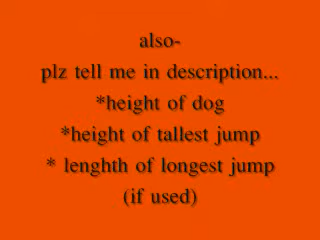 also-
plz tell me in description...
*height of dog
*height of tallest jump
* lenghth of longest jump
(if used)